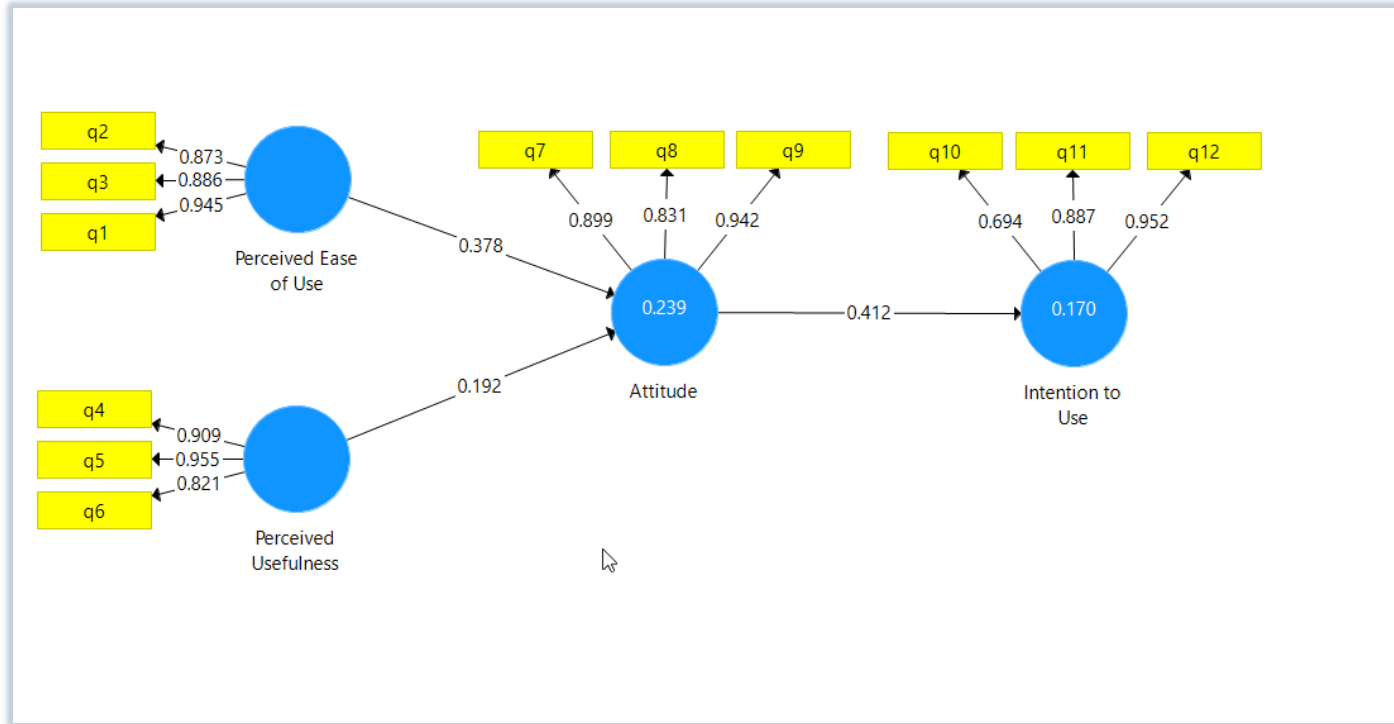 q2
0.873
q3
0.886
0.945
q1
Perceived Ease
of Use
0.378
q4
0.909
q5
0.955
0.821
q6
Perceived
Usefulness
0.192
q7
q8
q9
0.899
0.831
0.942
0.239
Attitude
0.412
q10
q11
q12
0.694
0.887
0.952
0.170
Intention to
Use